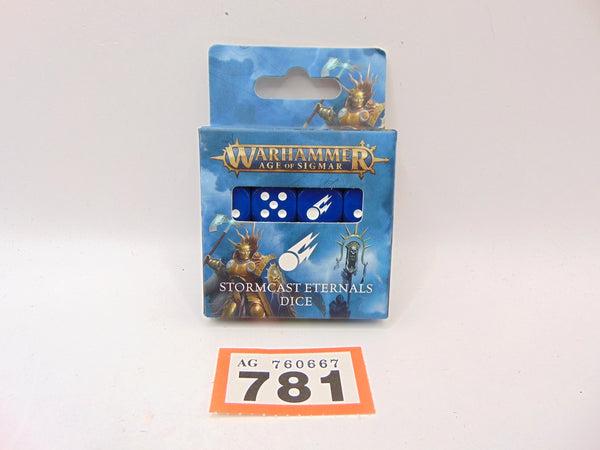 WARHAMMER
AGE OF SIGMAR
STORMCAST ETERNALS
DICE
AG 760667
781